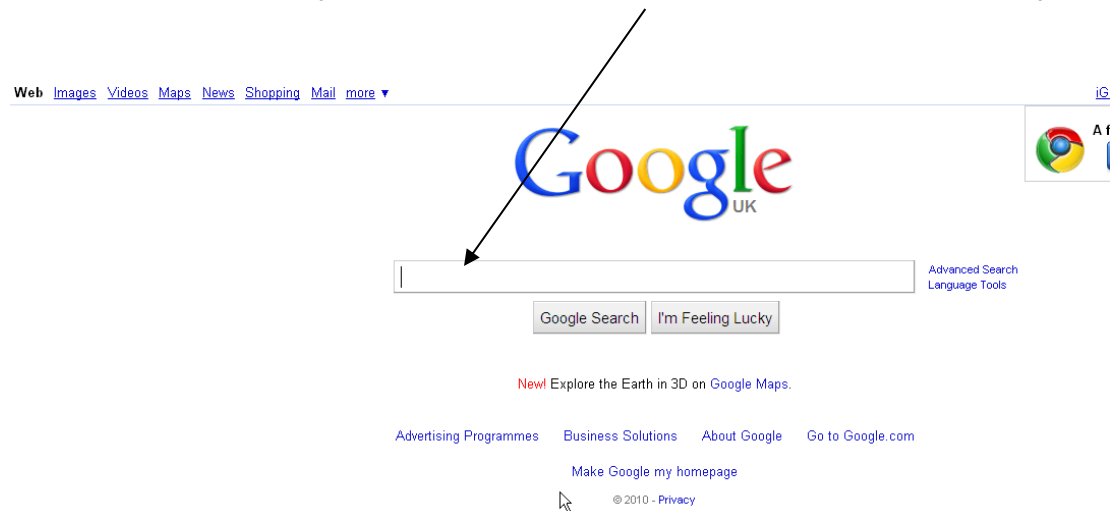 Web Images Videos Maps News Shopping Mail more ▼
Google
UK
Advanced Search
Language Tools
Google Search I'm Feeling Lucky
New! Explore the Earth in 3D on Google Maps.
Advertising Programmes Business Solutions About Google Go to Google.com
Make Google my homepage
© 2010 - Privacy